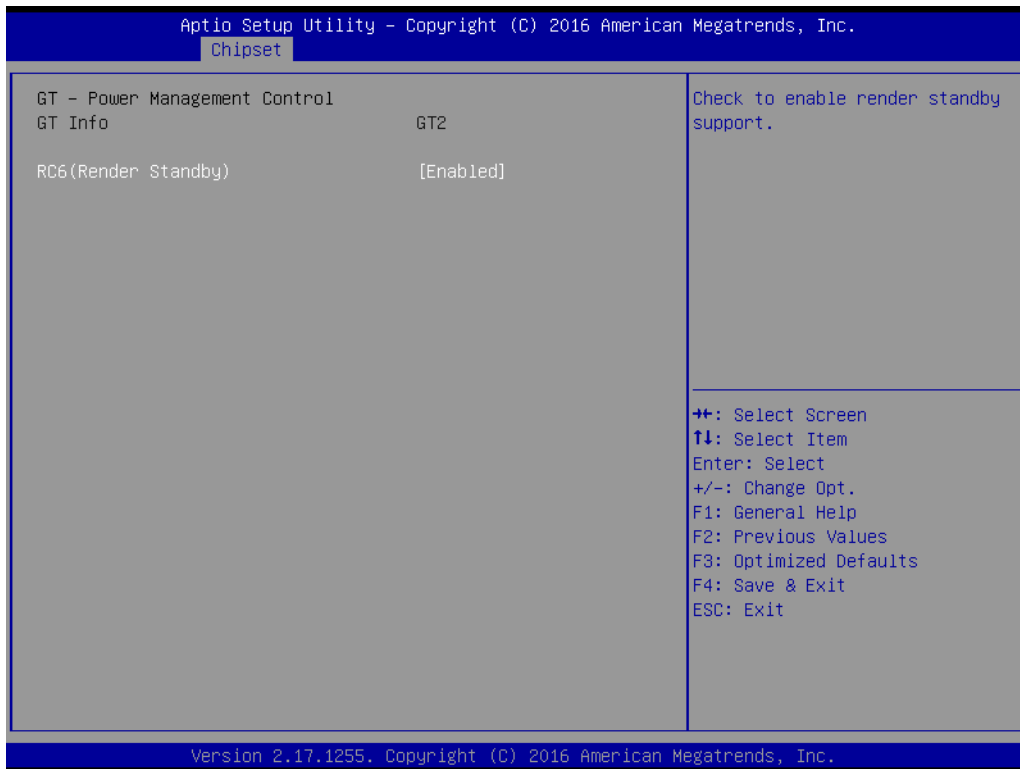 Aptio Setup Utility – Copyright (C) 2016 American Megatrends, Inc.
Chipset
GT – Power Management Control
GT Info GT2
RC6(Render Standby) [Enabled]
Check to enable render standby
support.
→←: Select Screen
↑↓: Select Item
Enter: Select
+/-: Change Opt.
F1: General Help
F2: Previous Values
F3: Optimized Defaults
F4: Save & Exit
ESC: Exit
Version 2.17.1255. Copyright (C) 2016 American Megatrends, Inc.